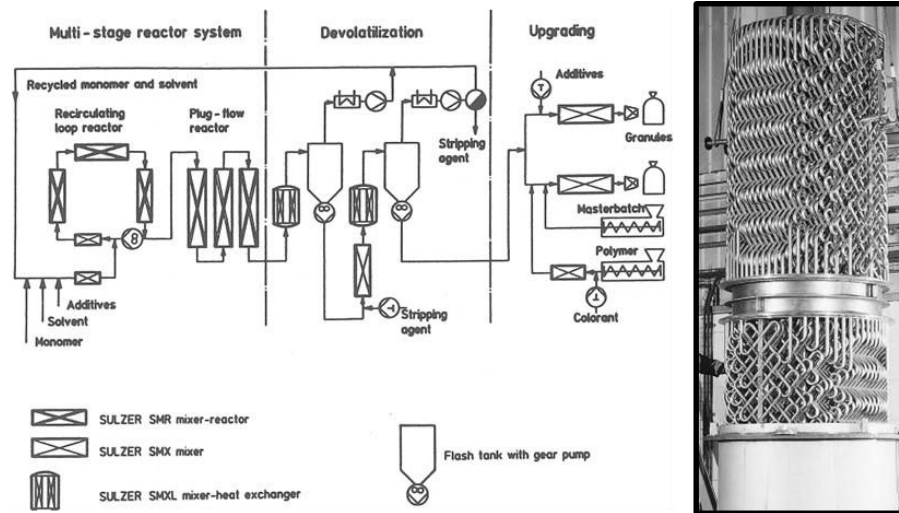 Multi-stage reactor system
Devolatilization
Upgrading
Recycled monomer and solvent
Recirculating
loop reactor
Plug-flow
reactor
Additives
Granules
Stripping
agent
Masterbatch
Polymer
Additives
Solvent
Monomer
Stripping
agent
Colorant
SULZER SMR mixer-reactor
SULZER SMX mixer
SULZER SMXL mixer-heat exchanger
Flash tank with gear pump